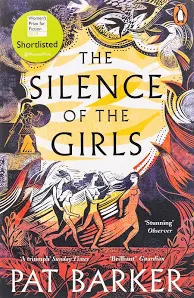 Women's
Prize for
Fiction
Shortlisted
THE
SILENCE
OF THE
GIRLS
'Stunning'
Observer
'A triumph' Sunday Times
'Brilliant' Guardian
PAT BARKER